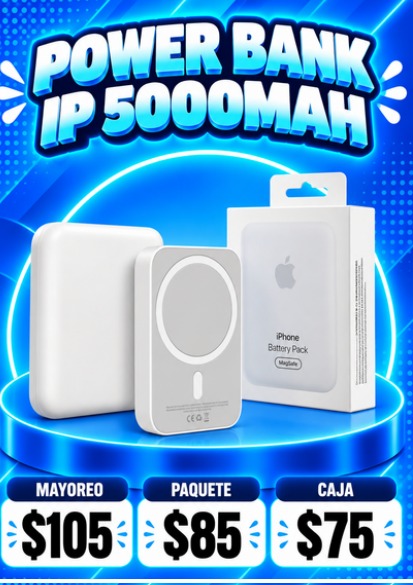 POWER BANK
IP 5000MAH
iPhone
Battery Pack
MagSafe
MAYOREO
$105
PAQUETE
$85
CAJA
$75